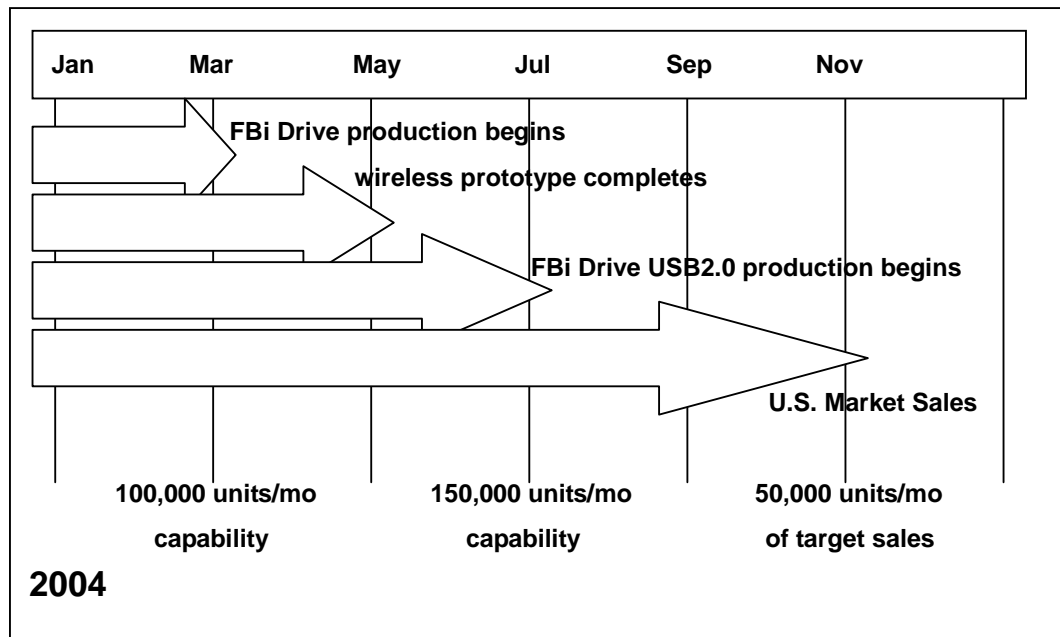 Jan Mar May Jul Sep Nov
FBi Drive production begins
wireless prototype completes
FBi Drive USB2.0 production begins
U.S. Market Sales
100,000 units/mo
capability
150,000 units/mo
capability
50,000 units/mo
of target sales
2004